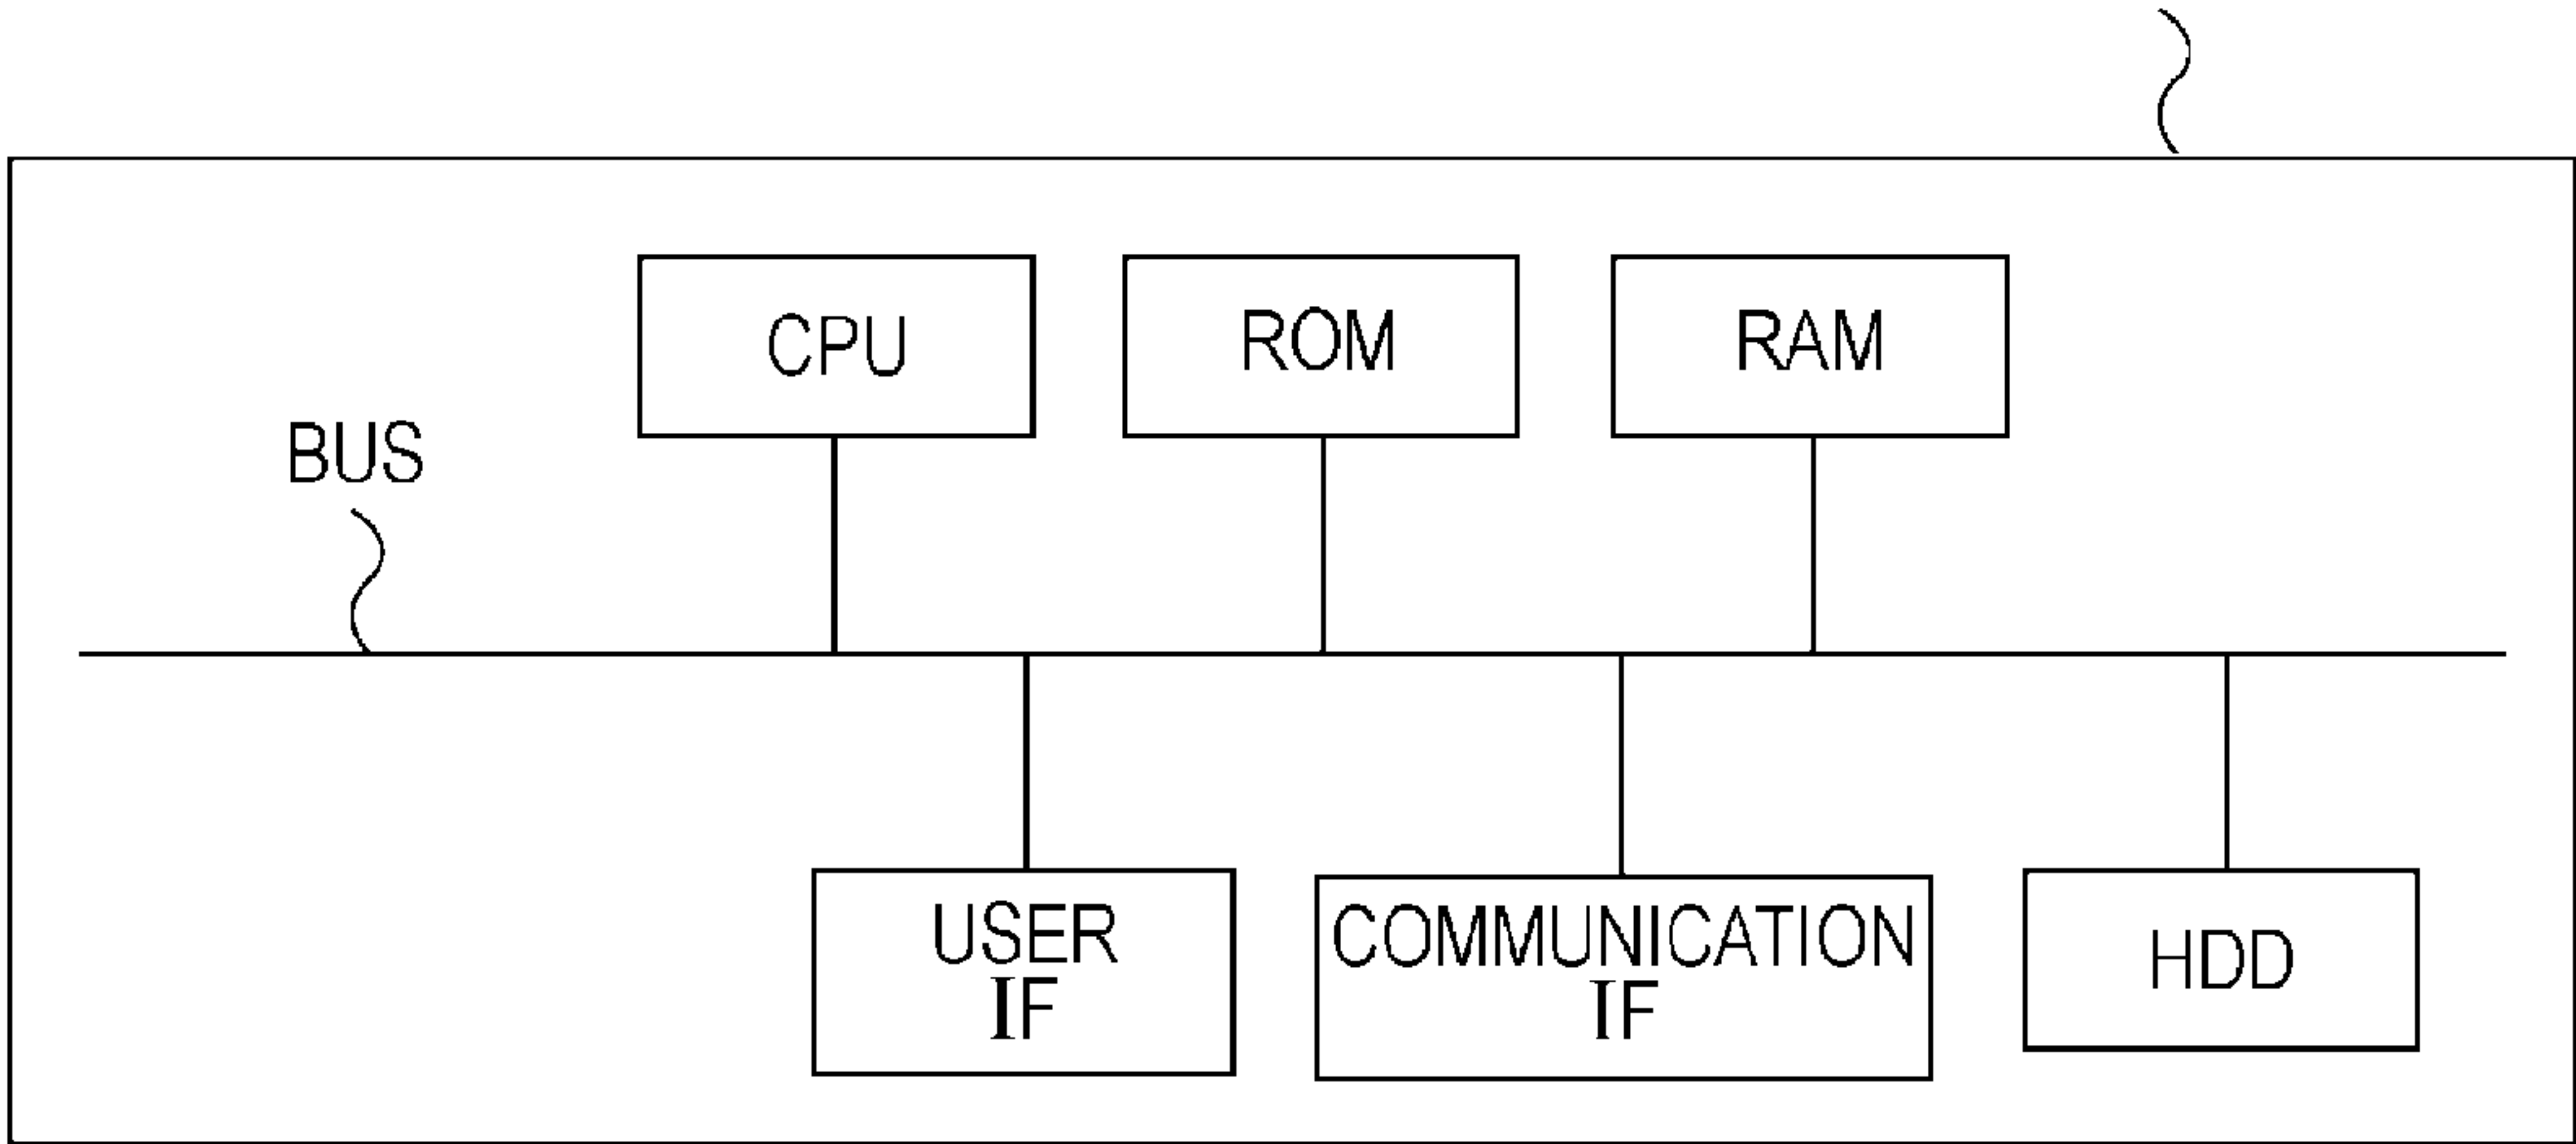 CPU
ROM
RAM
BUS
USER
IF
COMMUNICATION
IF
HDD